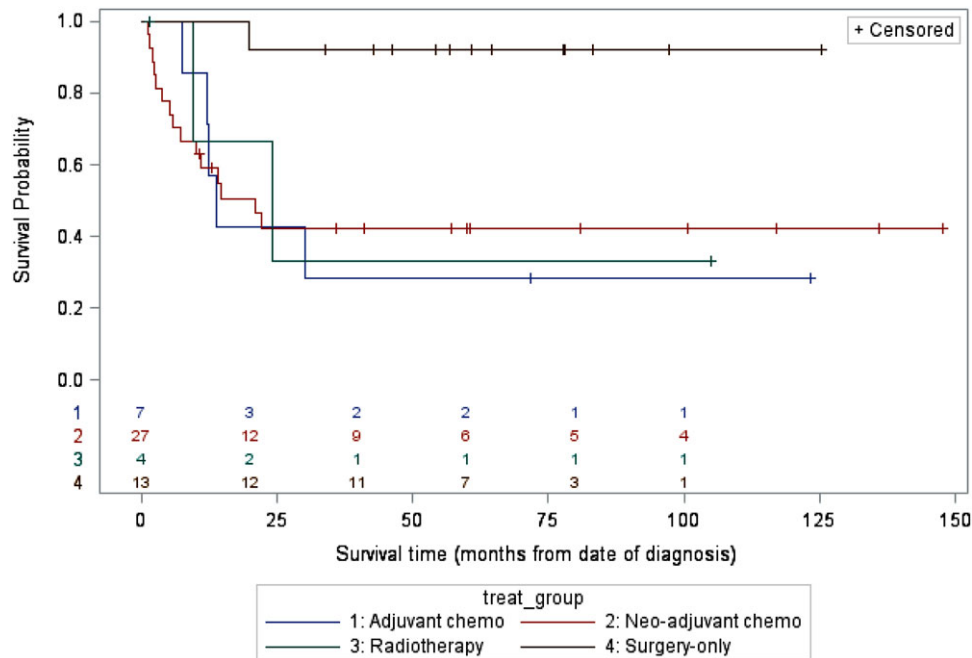 1.0
+ Censored
0.8
0.6
0.4
0.2
0.0
Survival Probability
1 7 3 2 2 1 1
2 27 12 9 6 5 4
3 4 2 1 1 1 1
4 13 12 11 7 3 1
0 25 50 75 100 125 150
Survival time (months from date of diagnosis)
treat_group
1: Adjuvant chemo 2: Neo-adjuvant chemo
3: Radiotherapy 4: Surgery-only